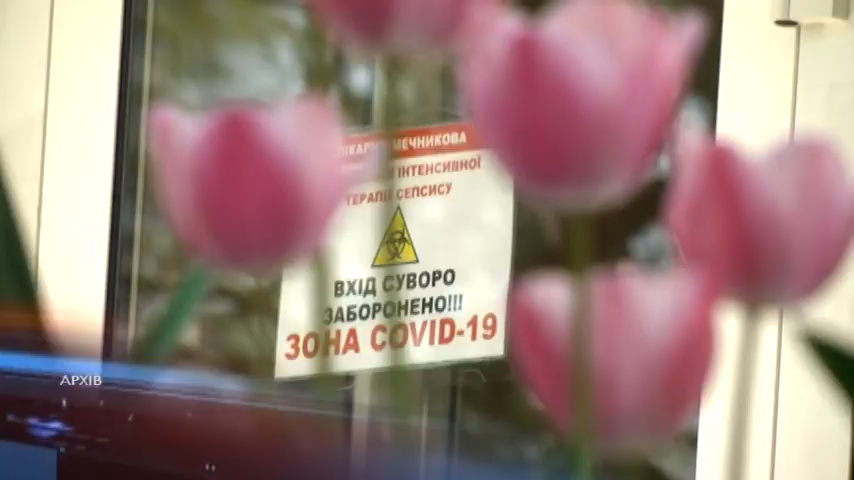 МЕЧНИКОВА
ІНТЕНСИВНОЇ
ТЕРАПІЇ СЕПСИСУ
ВХІД СУВОРО
ЗАБОРОНЕНО!!!
ЗОНА COVID-19
АРХІВ